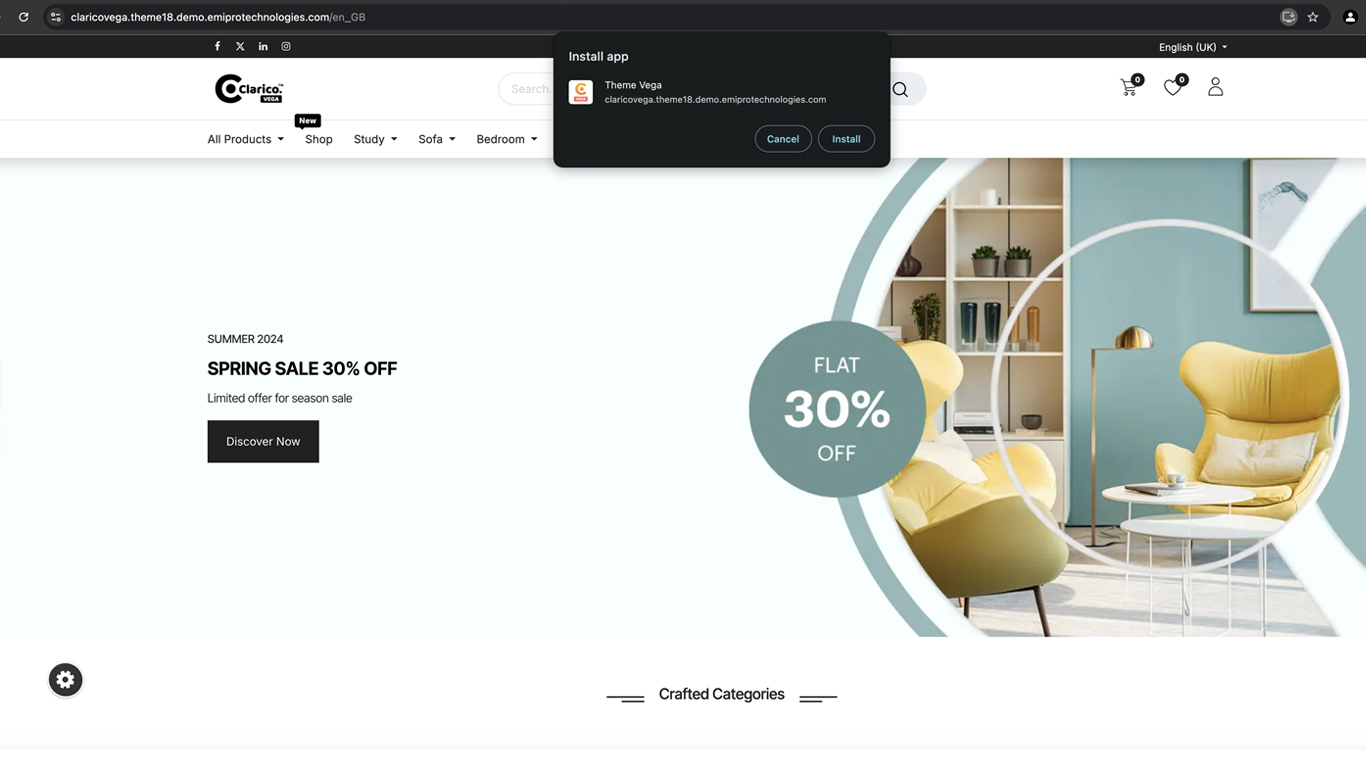 claricovega.theme18.demo.emiprotechnologies.com/en_GB
English (UK)
Install app
Theme Vega
claricovega.theme18.demo.emiprotechnologies.com
Cancel Install
Clarico™
VEGA
Search.
0 0
New
All Products Shop Study Sofa Bedroom
SUMMER 2024
SPRING SALE 30% OFF
Limited offer for season sale
Discover Now
FLAT
30%
OFF
Crafted Categories